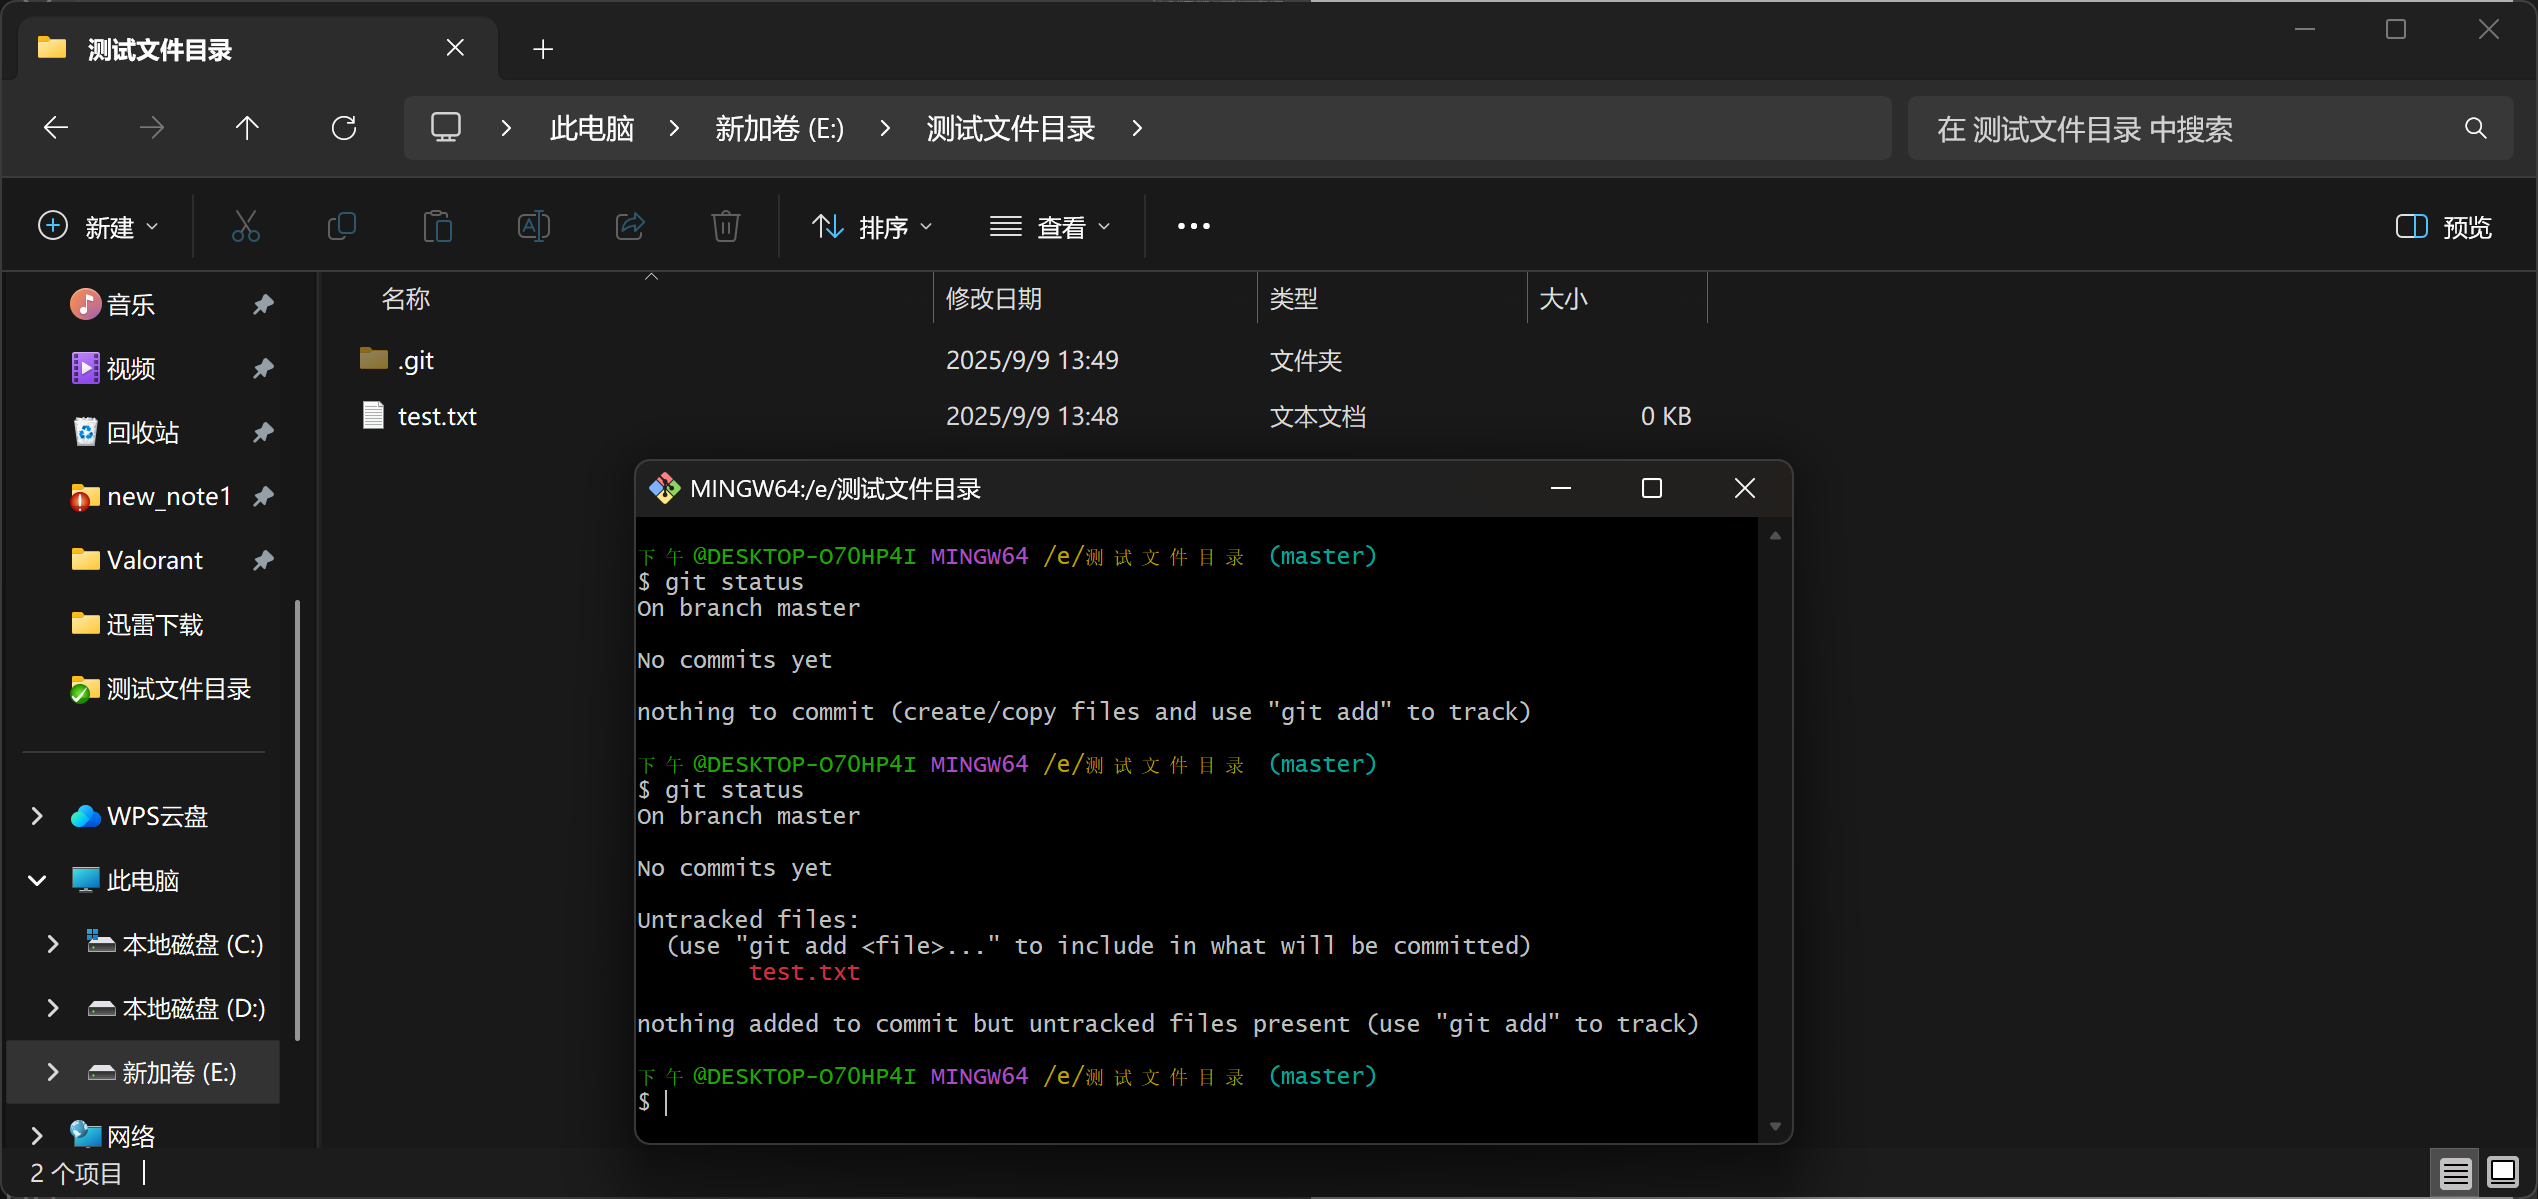 测试文件目录
此电脑 新加卷 (E:) 测试文件目录
在 测试文件目录 中搜索
新建 排序 查看 预览
名称 修改日期 类型 大小
.git 2025/9/9 13:49 文件夹
test.txt 2025/9/9 13:48 文本文档 0 KB
音乐
视频
回收站
new_note1
Valorant
迅雷下载
测试文件目录
WPS云盘
此电脑
本地磁盘 (C:)
本地磁盘 (D:)
新加卷 (E:)
网络
2 个项目
MINGW64:/e/测试文件目录
下午@DESKTOP-O70HP4I MINGW64 /e/测试文件目录 (master)
$ git status
On branch master
No commits yet
nothing to commit (create/copy files and use "git add" to track)
下午@DESKTOP-O70HP4I MINGW64 /e/测试文件目录 (master)
$ git status
On branch master
No commits yet
Untracked files:
(use "git add <file>..." to include in what will be committed)
test.txt
nothing added to commit but untracked files present (use "git add" to track)
下午@DESKTOP-O70HP4I MINGW64 /e/测试文件目录 (master)
$